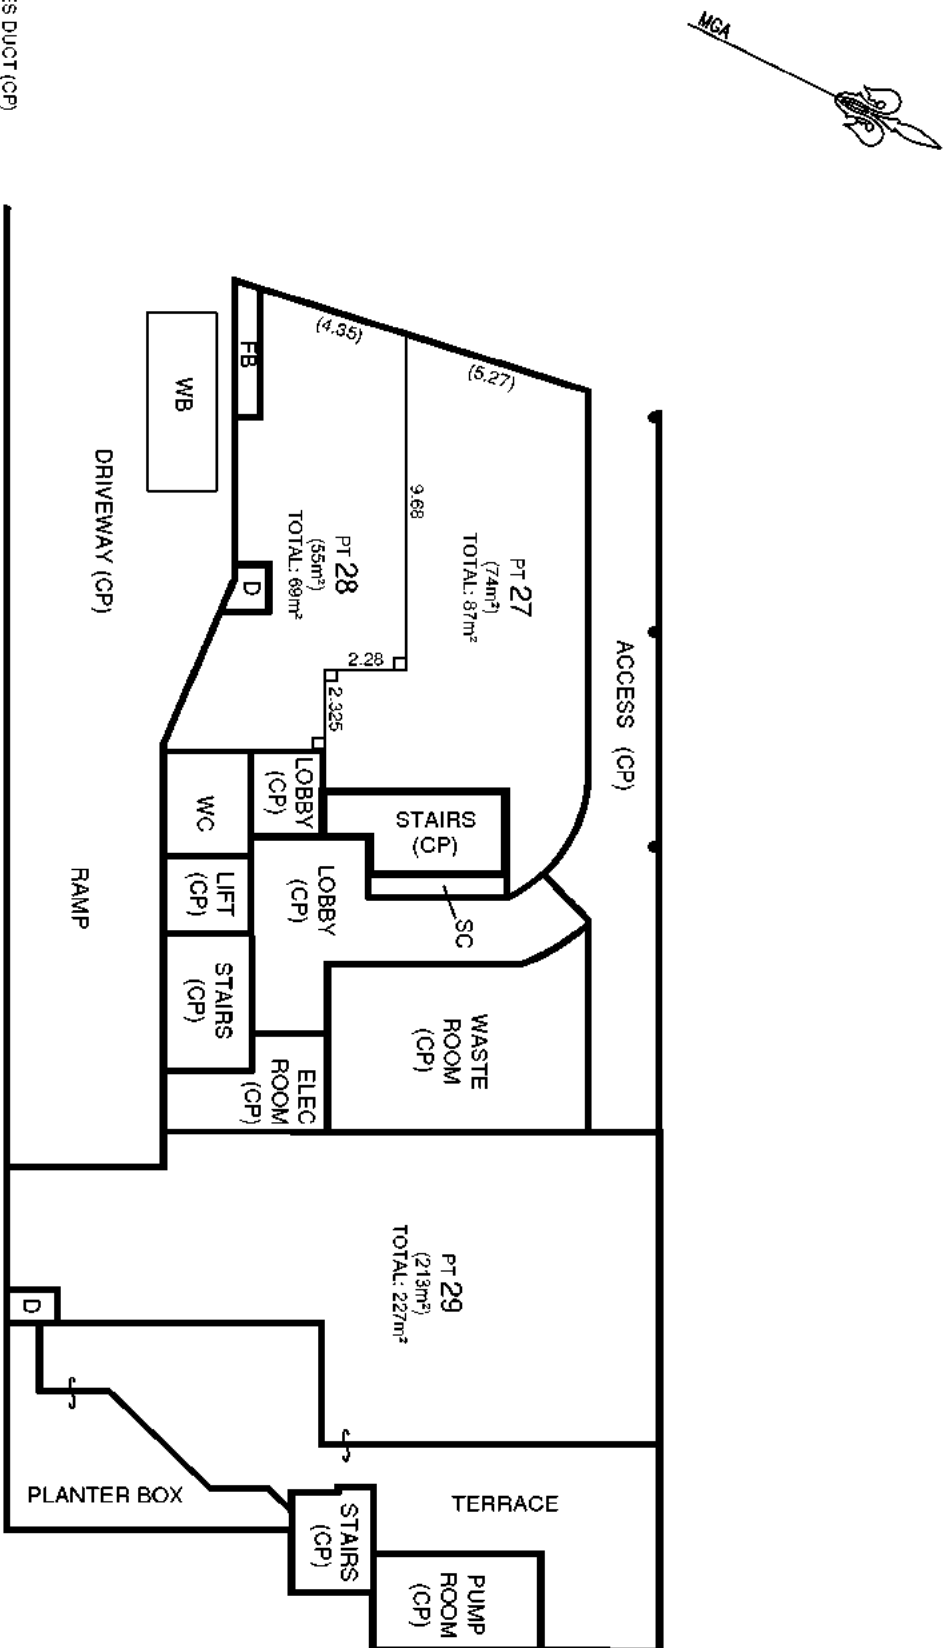 MGA
ES DUCT (CP)
(4.35)
(5.27)
FB
WB
9.68
DRIVEWAY (CP)
PT 28
(55m²)
TOTAL: 69m²
PT 27
(74m²)
TOTAL: 87m²
D
2.28
2.325
ACCESS (CP)
LOBBY
(CP)
WC
STAIRS
(CP)
RAMP
LIFT
(CP)
LOBBY
(CP)
SC
STAIRS
(CP)
WASTE
ROOM
(CP)
ELEC
ROOM
(CP)
PT 29
(213m²)
TOTAL: 227m²
D
PLANTER BOX
TERRACE
STAIRS
(CP)
PUMP
ROOM
(CP)